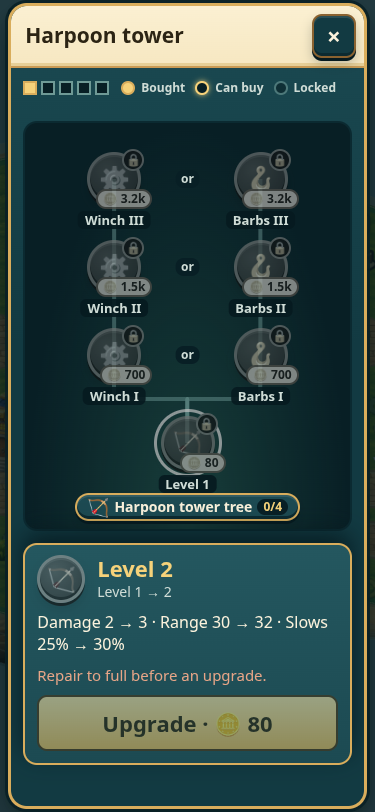 Harpoon tower
×
Bought Can buy Locked
3.2k or 3.2k
Winch III Barbs III
1.5k or 1.5k
Winch II Barbs II
700 or 700
Winch I Barbs I
80
Level 1
Harpoon tower tree 0/4
Level 2
Level 1 → 2
Damage 2 → 3 · Range 30 → 32 · Slows
25% → 30%
Repair to full before an upgrade.
Upgrade · 80